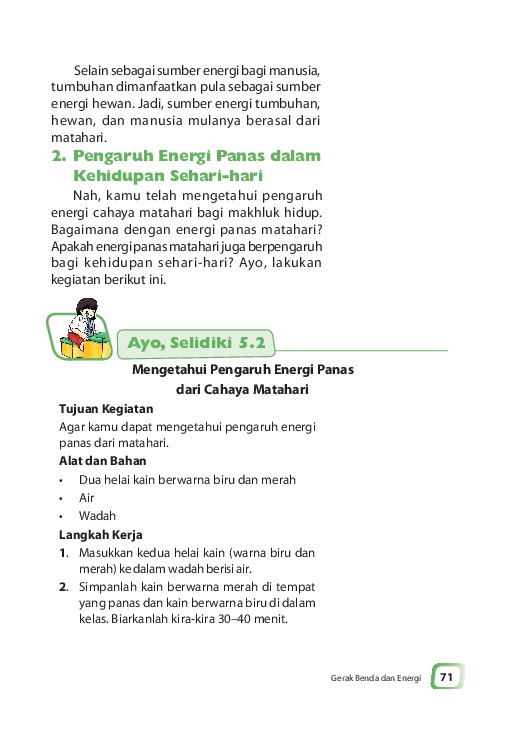 Selain sebagai sumber energi bagi manusia,
tumbuhan dimanfaatkan pula sebagai sumber
energi hewan. Jadi, sumber energi tumbuhan,
hewan, dan manusia mulanya berasal dari
matahari.
2. Pengaruh Energi Panas dalam
Kehidupan Sehari-hari
Nah, kamu telah mengetahui pengaruh
energi cahaya matahari bagi makhluk hidup.
Bagaimana dengan energi panas matahari?
Apakah energi panas matahari juga berpengaruh
bagi kehidupan sehari-hari? Ayo, lakukan
kegiatan berikut ini.
Ayo, Selidiki 5.2
Mengetahui Pengaruh Energi Panas
dari Cahaya Matahari
Tujuan Kegiatan
Agar kamu dapat mengetahui pengaruh energi
panas dari matahari.
Alat dan Bahan
• Dua helai kain berwarna biru dan merah
• Air
• Wadah
Langkah Kerja
1. Masukkan kedua helai kain (warna biru dan
merah) ke dalam wadah berisi air.
2. Simpanlah kain berwarna merah di tempat
yang panas dan kain berwarna biru di dalam
kelas. Biarkanlah kira-kira 30–40 menit.
Gerak Benda dan Energi 71